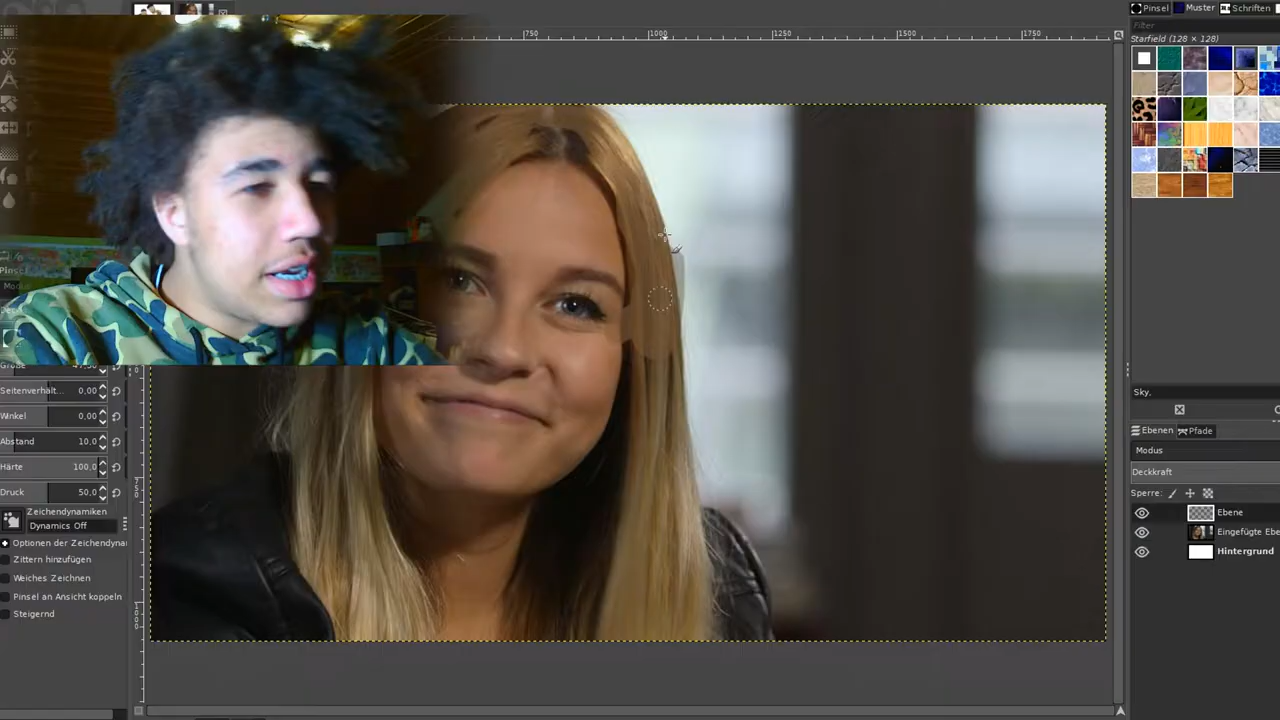 750
1000
1250
1500
1750
Pinsel
Muster
Schriften
Filter
Starfield (128 × 128)
Seitenverhält... 0,00
Winkel 0,00
Abstand 10,0
Härte 100,0
Druck 50,0
Zeichendynamiken
Dynamics Off
Optionen der Zeichendyna
Zittern hinzufügen
Weiches Zeichnen
Pinsel an Ansicht koppeln
Steigernd
Sky,
Ebenen
Pfade
Modus
Deckkraft
Sperre:
Ebene
Eingefügte Ebe
Hintergrund